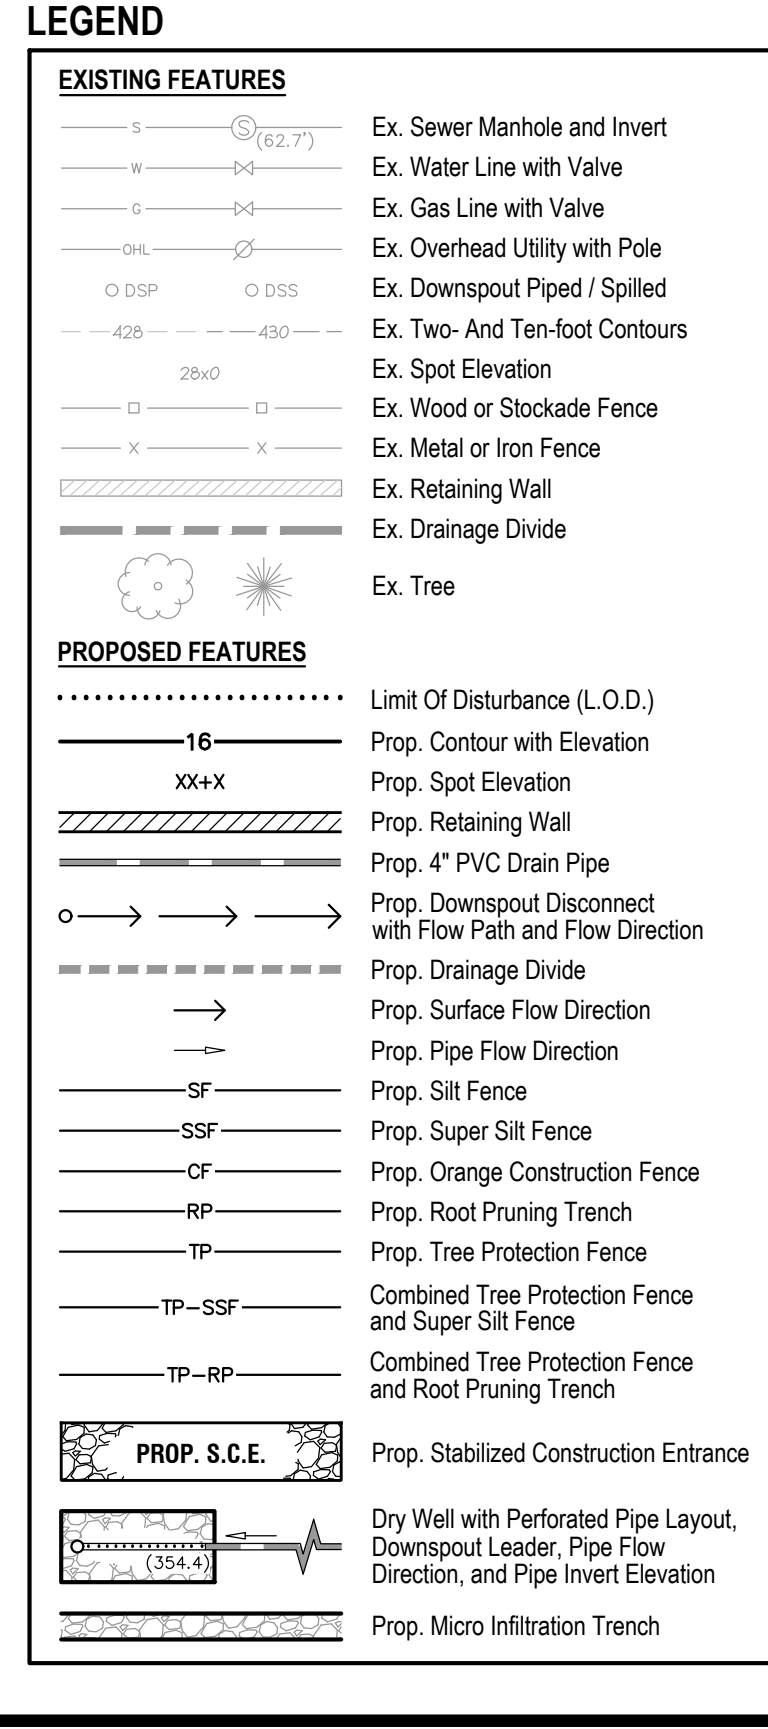 LEGEND
EXISTING FEATURES
S S (62.7') Ex. Sewer Manhole and Invert
W Ex. Water Line with Valve
G Ex. Gas Line with Valve
OHL Ex. Overhead Utility with Pole
DSP DSS Ex. Downspout Piped / Spilled
428 430 Ex. Two- And Ten-foot Contours
28x0 Ex. Spot Elevation
Ex. Wood or Stockade Fence
X X Ex. Metal or Iron Fence
Ex. Retaining Wall
Ex. Drainage Divide
Ex. Tree
PROPOSED FEATURES
Limit Of Disturbance (L.O.D.)
16 Prop. Contour with Elevation
XX+X Prop. Spot Elevation
Prop. Retaining Wall
Prop. 4" PVC Drain Pipe
Prop. Downspout Disconnect
with Flow Path and Flow Direction
Prop. Drainage Divide
Prop. Surface Flow Direction
Prop. Pipe Flow Direction
SF Prop. Silt Fence
SSF Prop. Super Silt Fence
CF Prop. Orange Construction Fence
RP Prop. Root Pruning Trench
TP Prop. Tree Protection Fence
TP-SSF Combined Tree Protection Fence
and Super Silt Fence
TP-RP Combined Tree Protection Fence
and Root Pruning Trench
PROP. S.C.E. Prop. Stabilized Construction Entrance
Dry Well with Perforated Pipe Layout,
Downspout Leader, Pipe Flow
(354.4) Direction, and Pipe Invert Elevation
Prop. Micro Infiltration Trench